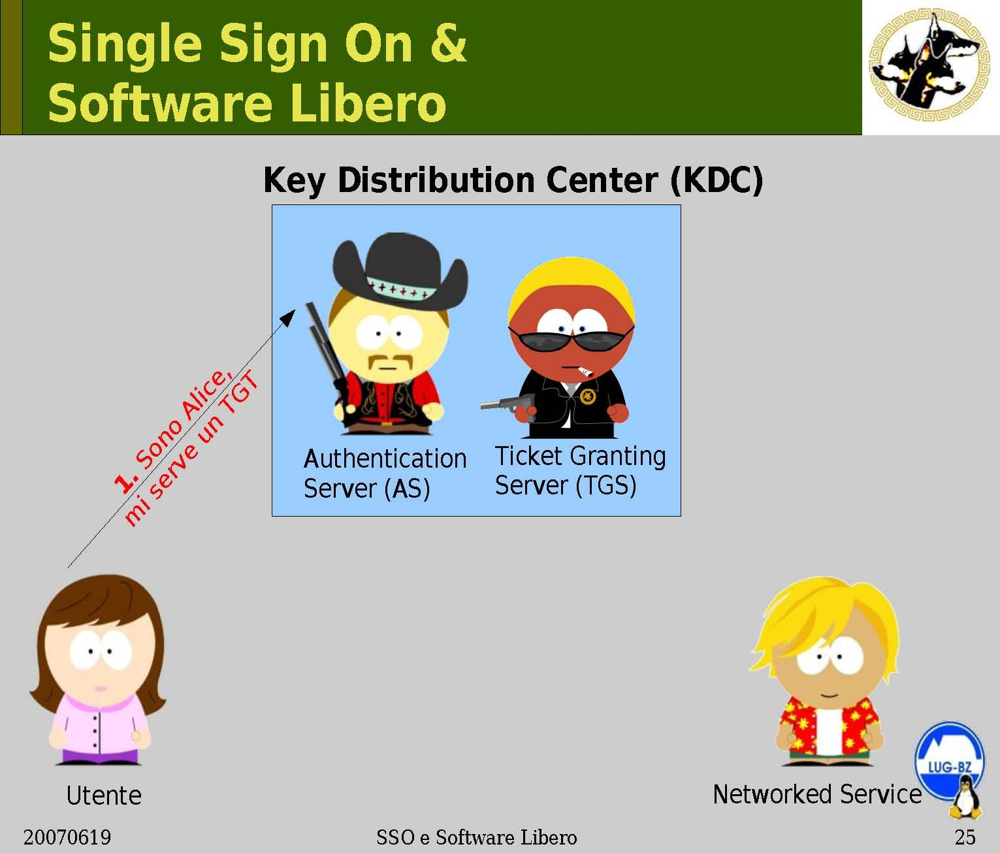 Single Sign On &
Software Libero
Key Distribution Center (KDC)
1. Sono Alice,
mi serve un TGT
Authentication
Server (AS)
Ticket Granting
Server (TGS)
Utente
Networked Service
LUG-BZ
20070619
SSO e Software Libero
25